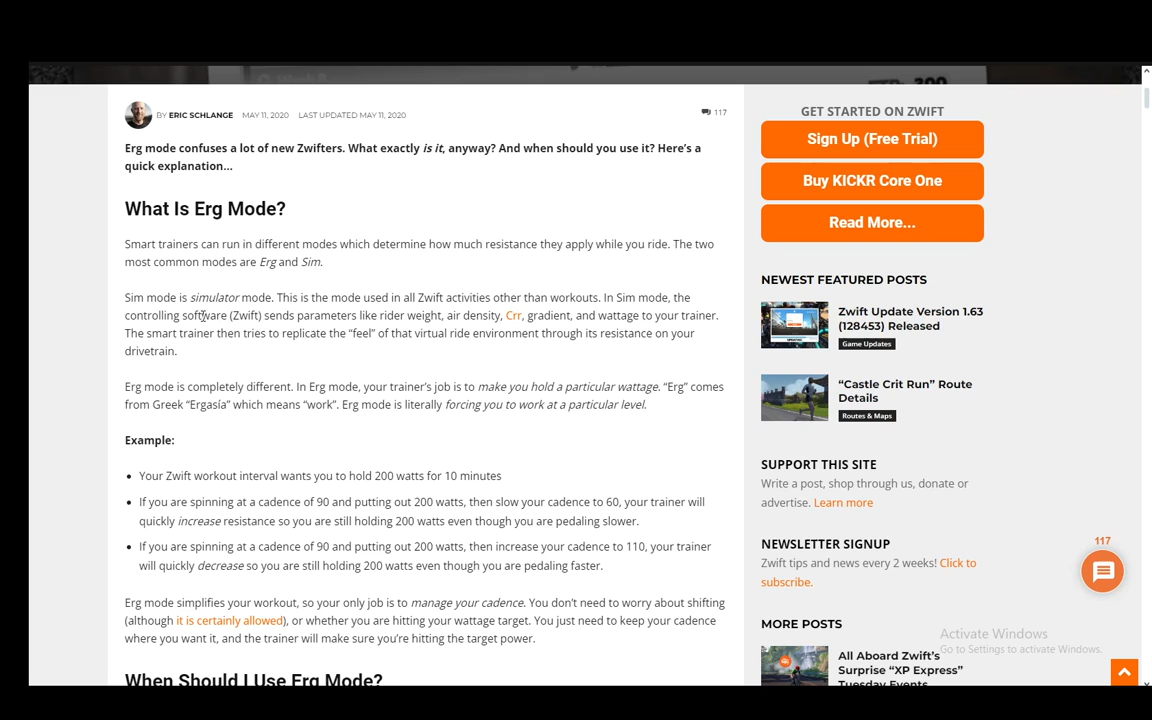 BY ERIC SCHLANGE MAY 11, 2020 LAST UPDATED MAY 11, 2020 117
Erg mode confuses a lot of new Zwifters. What exactly is it, anyway? And when should you use it? Here's a
quick explanation...
What Is Erg Mode?
Smart trainers can run in different modes which determine how much resistance they apply while you ride. The two
most common modes are Erg and Sim.
Sim mode is simulator mode. This is the mode used in all Zwift activities other than workouts. In Sim mode, the
controlling software (Zwift) sends parameters like rider weight, air density, Crr, gradient, and wattage to your trainer.
The smart trainer then tries to replicate the “feel” of that virtual ride environment through its resistance on your
drivetrain.
Erg mode is completely different. In Erg mode, your trainer's job is to make you hold a particular wattage. “Erg” comes
from Greek “Ergasía” which means “work”. Erg mode is literally forcing you to work at a particular level.
Example:
• Your Zwift workout interval wants you to hold 200 watts for 10 minutes
• If you are spinning at a cadence of 90 and putting out 200 watts, then slow your cadence to 60, your trainer will
quickly increase resistance so you are still holding 200 watts even though you are pedaling slower.
• If you are spinning at a cadence of 90 and putting out 200 watts, then increase your cadence to 110, your trainer
will quickly decrease so you are still holding 200 watts even though you are pedaling faster.
Erg mode simplifies your workout, so your only job is to manage your cadence. You don't need to worry about shifting
(although it is certainly allowed), or whether you are hitting your wattage target. You just need to keep your cadence
where you want it, and the trainer will make sure you're hitting the target power.
When Should I Use Erg Mode?
GET STARTED ON ZWIFT
Sign Up (Free Trial)
Buy KICKR Core One
Read More...
NEWEST FEATURED POSTS
Zwift Update Version 1.63
(128453) Released
Game Updates
“Castle Crit Run” Route
Details
Routes & Maps
SUPPORT THIS SITE
Write a post, shop through us, donate or
advertise. Learn more
NEWSLETTER SIGNUP
Zwift tips and news every 2 weeks! Click to
subscribe.
MORE POSTS
All Aboard Zwift's
Surprise “XP Express”
Tuesday Events
117
Activate Windows
Go to Settings to activate Windows.